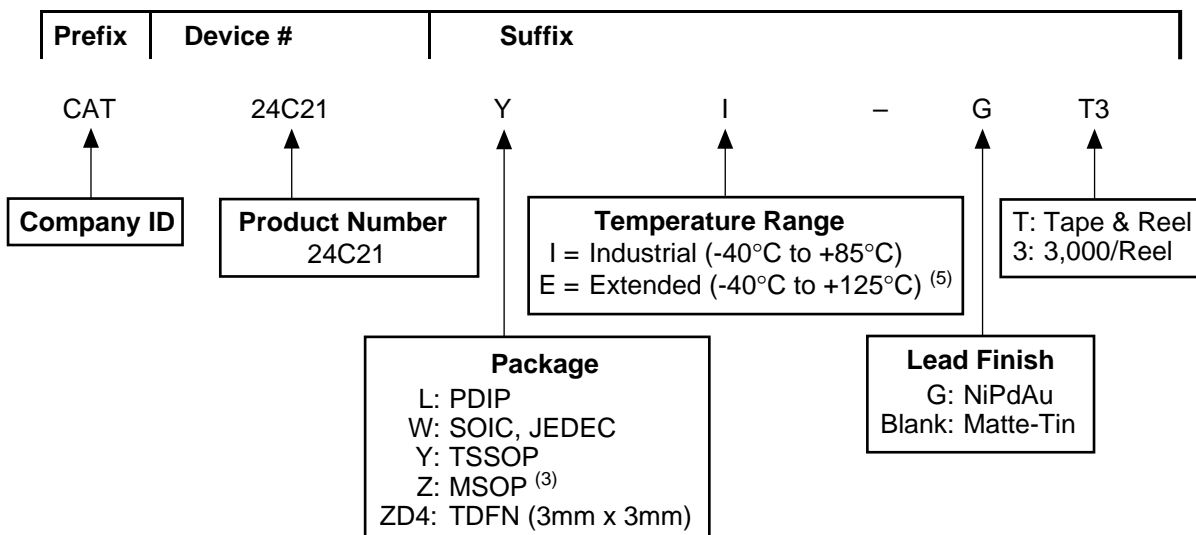 Prefix Device # Suffix
CAT 24C21 Y I – G T3
Company ID
Product Number
24C21
Temperature Range
I = Industrial (-40°C to +85°C)
E = Extended (-40°C to +125°C) (5)
T: Tape & Reel
3: 3,000/Reel
Package
L: PDIP
W: SOIC, JEDEC
Y: TSSOP
Z: MSOP (3)
ZD4: TDFN (3mm x 3mm)
Lead Finish
G: NiPdAu
Blank: Matte-Tin